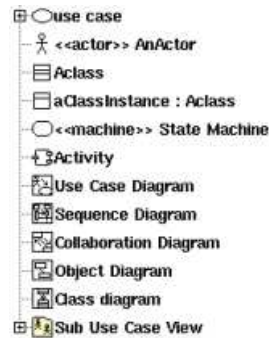 use case
<<actor>> AnActor
Aclass
aClassInstance : Aclass
<<machine>> State Machine
Activity
Use Case Diagram
Sequence Diagram
Collaboration Diagram
Object Diagram
Class diagram
Sub Use Case View